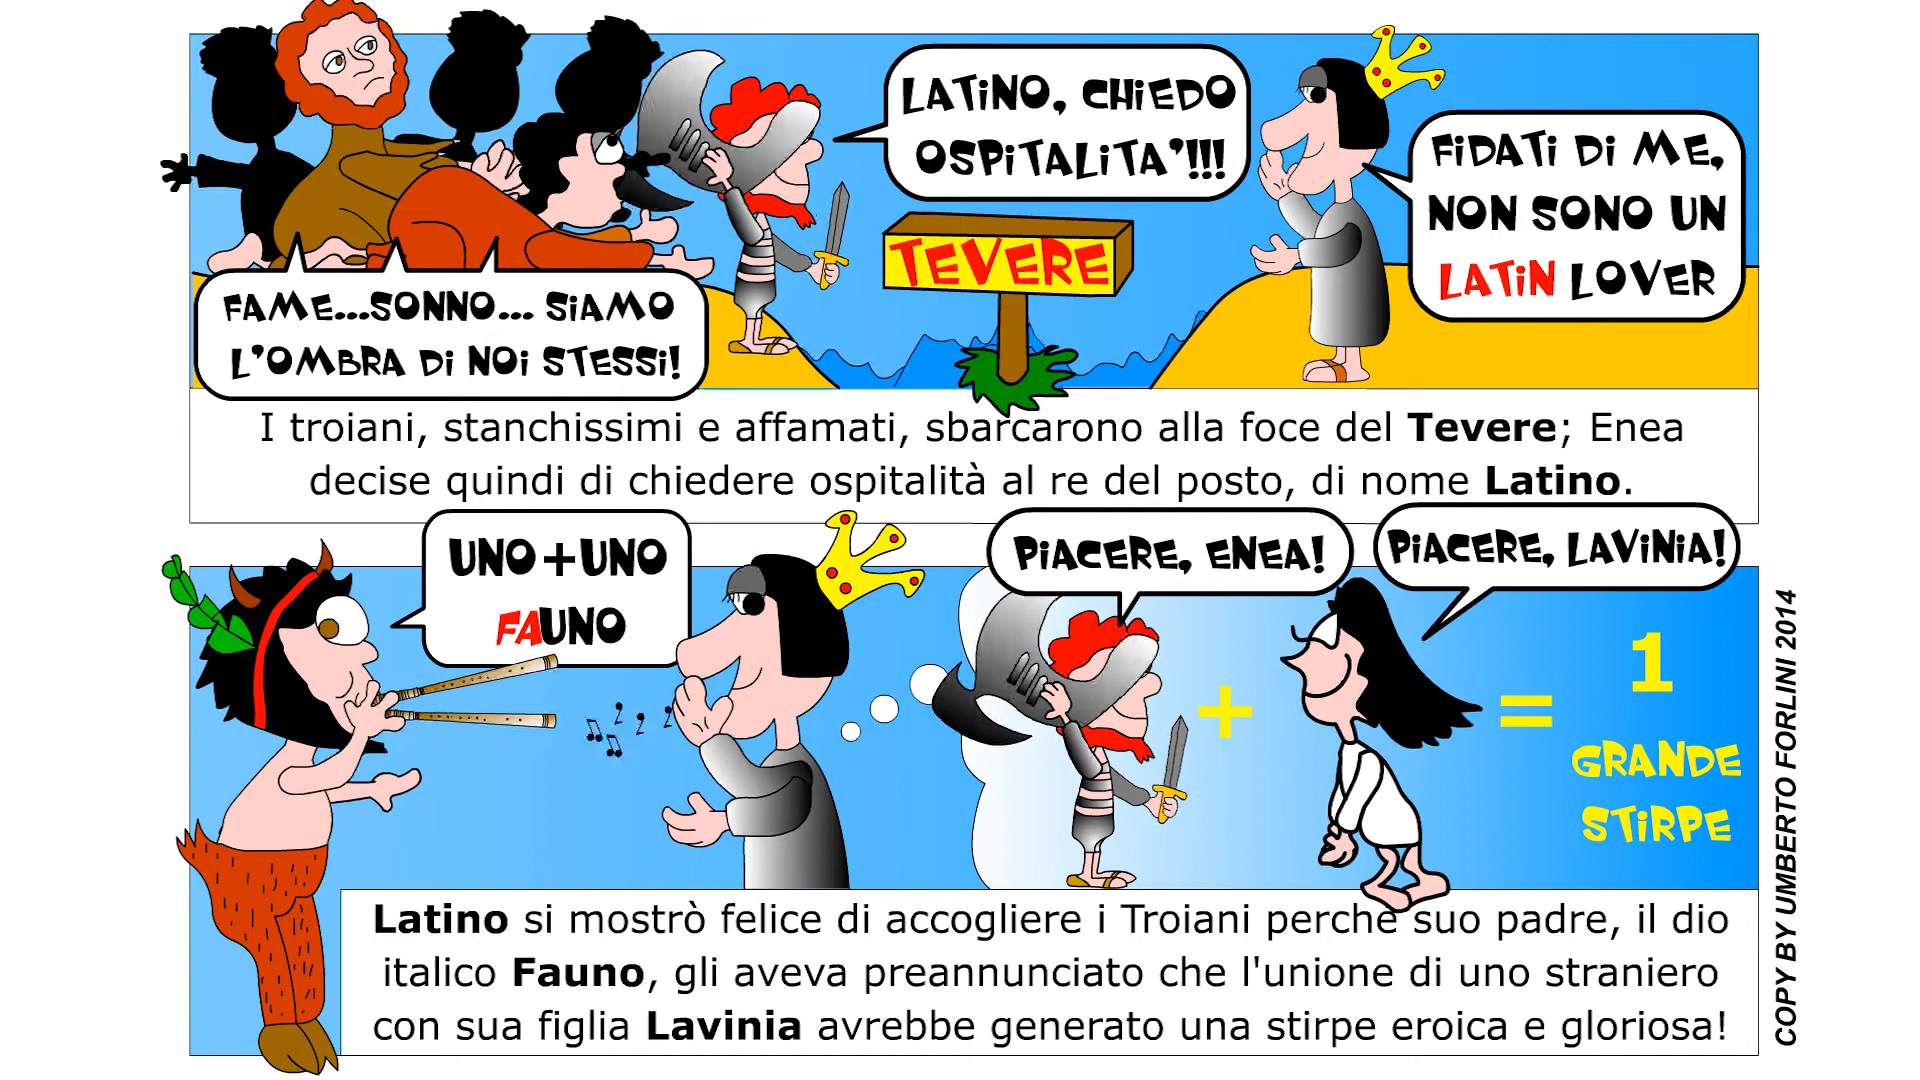 LATiNO, CHiEDO
OSPiTALiTA'!!!
FiDATi Di ME,
NON SONO UN
LATiN LOVER
TEVERE
FAME...SONNO... SiAMO
L'OMBRA Di NOi STESSi!
I troiani, stanchissimi e affamati, sbarcarono alla foce del Tevere; Enea
decise quindi di chiedere ospitalità al re del posto, di nome Latino.
UNO+UNO
FAUNO
PiACERE, ENEA!
PiACERE, LAViNiA!
+
=
1
GRANDE
STiRPE
Latino si mostrò felice di accogliere i Troiani perchè suo padre, il dio
italico Fauno, gli aveva preannunciato che l'unione di uno straniero
con sua figlia Lavinia avrebbe generato una stirpe eroica e gloriosa!
COPY BY UMBERTO FORLINI 2014